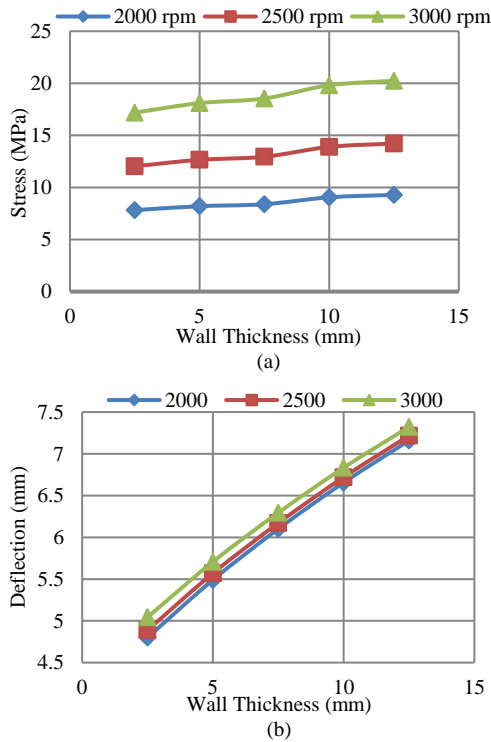 2000 rpm 2500 rpm 3000 rpm
25
20
15
10
5
0
Stress (MPa)
0 5 10 15
Wall Thickness (mm)
(a)
2000 2500 3000
7.5
7
6.5
6
5.5
5
4.5
Deflection (mm)
0 5 10 15
Wall Thickness (mm)
(b)